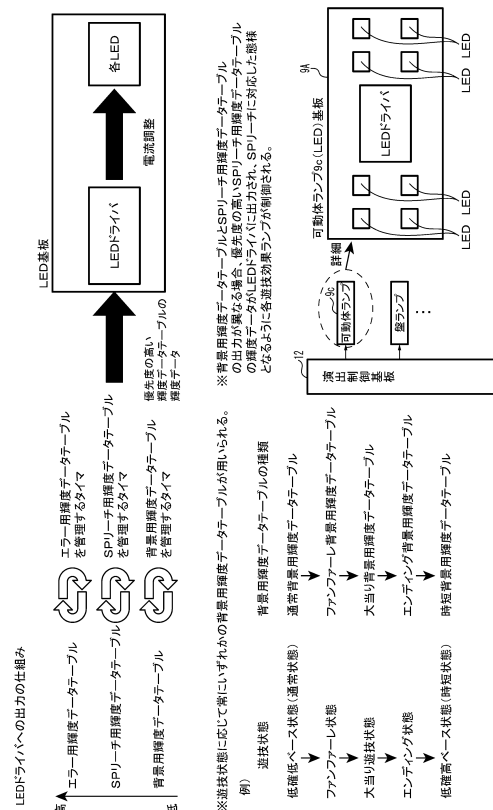 LEDドライバへの出力の仕組み
高
エラー用輝度データテーブル
SPリーチ用輝度データテーブル
背景用輝度データテーブル
低
エラー用輝度データテーブル
を管理するタイマ
SPリーチ用輝度データテーブル
を管理するタイマ
背景用輝度データテーブル
を管理するタイマ
優先度の高い
輝度データテーブルの
輝度データ
LED基板
LEDドライバ
電流調整
各LED
※遊技状態に応じて常にいずれかの背景用輝度データテーブルが用いられる。
例)
遊技状態
背景用輝度データテーブルの種類
低確低ベース状態(通常状態)
通常背景用輝度データテーブル
ファンファーレ状態
ファンファーレ背景用輝度データテーブル
大当り遊技状態
大当り背景用輝度データテーブル
エンディング状態
エンディング背景用輝度データテーブル
低確高ベース状態(時短状態)
時短背景用輝度データテーブル
※背景用輝度データテーブルとSPリーチ用輝度データテーブル
の出力が異なる場合、優先度の高いSPリーチ用輝度データテーブル
の輝度データがLEDドライバに出力され、SPリーチに対応した態様
となるように各遊技効果ランプが制御される。
12
演出制御基板
9c
可動体ランプ
盤ランプ
⋮
詳細
可動体ランプ9c(LED)基板
9A
LEDドライバ
LED
LED
LED
LED